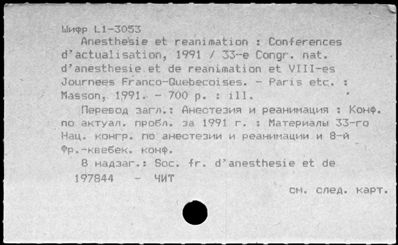 Шифр L1-3053
Anesthesie et reanimation : Conferences
d'actualisation, 1991 / 33-e Congr. nat.
d'anesthesie et de reanimation et VIII-es
Journees Franco-Quebecoises. - Paris etc. :
Masson, 1991. - 700 p. : ill.
Перевод загл.: Анестезия и реанимация : Конф.
по актуал. пробл. за 1991 г. : Материалы 33-го
Нац. конгр. по анестезии и реанимации и 8-й
Фр.-квебек. конф.
В надзаг.: Soc. fr. d'anesthesie et de
197844 - ЧИТ
см. след. карт.